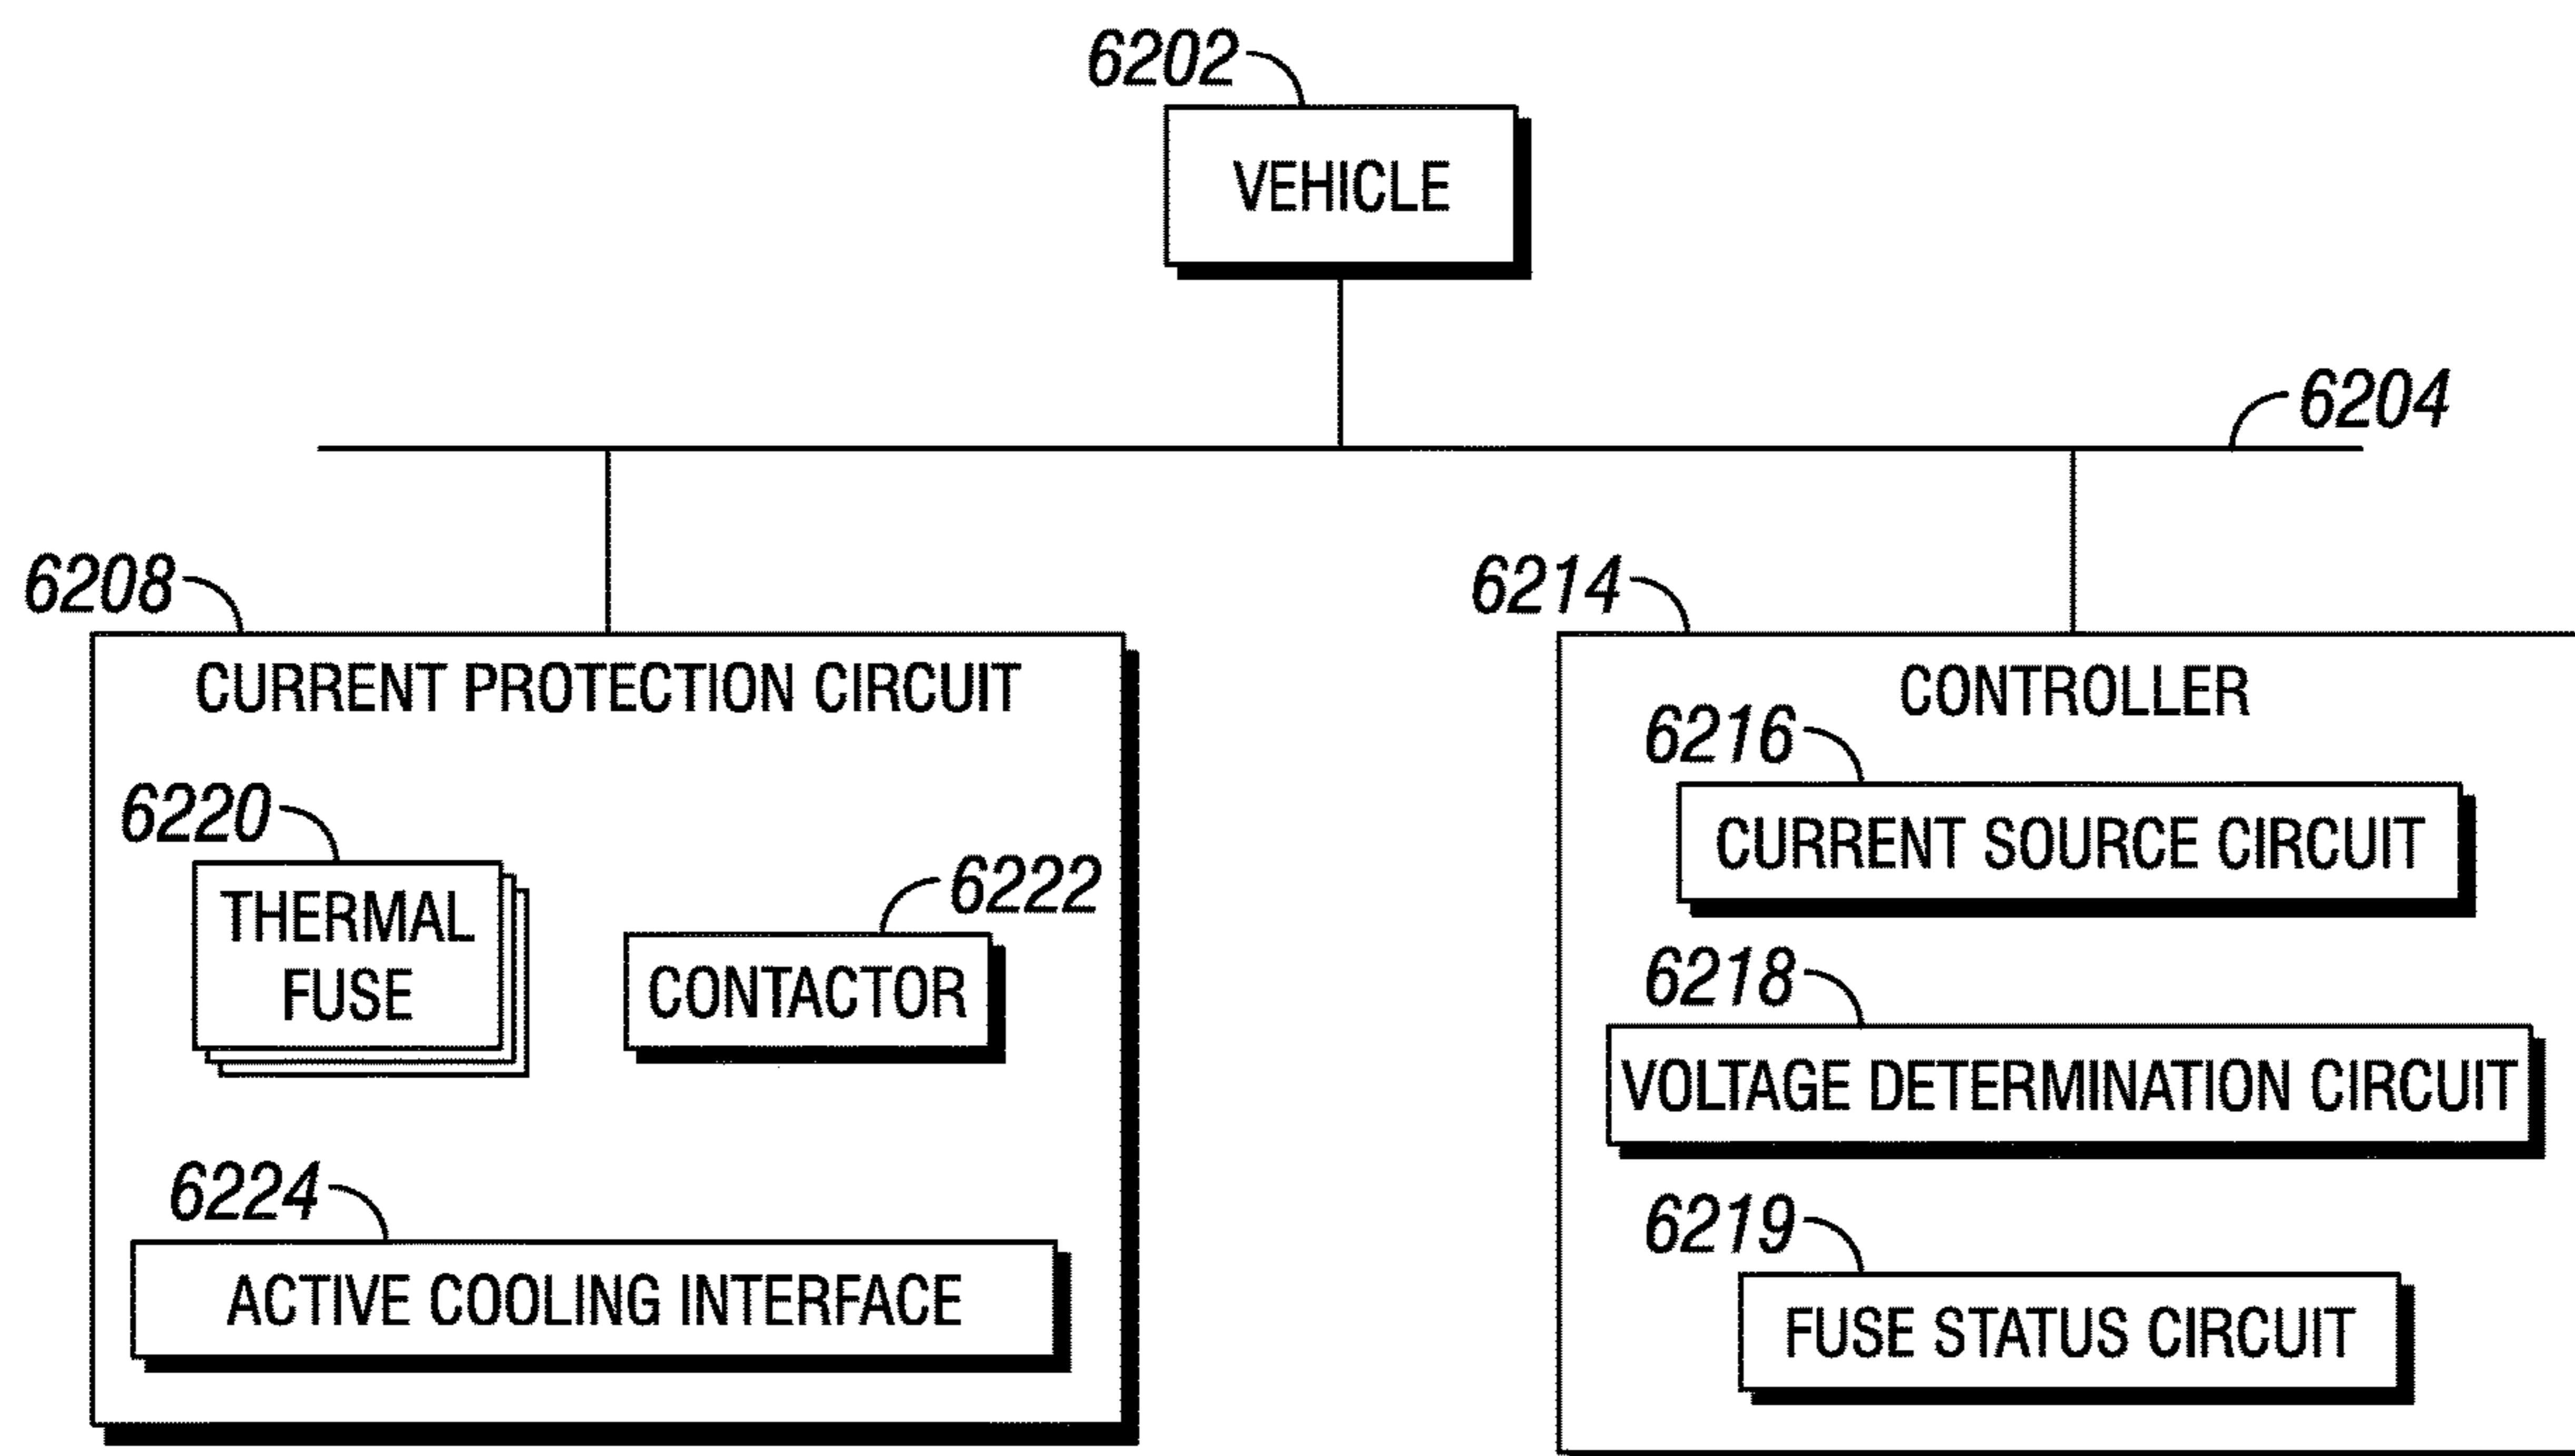 6202
VEHICLE
6204
6208
CURRENT PROTECTION CIRCUIT
6220
THERMAL
FUSE
6222
CONTACTOR
6224
ACTIVE COOLING INTERFACE
6214
CONTROLLER
6216
CURRENT SOURCE CIRCUIT
6218
VOLTAGE DETERMINATION CIRCUIT
6219
FUSE STATUS CIRCUIT